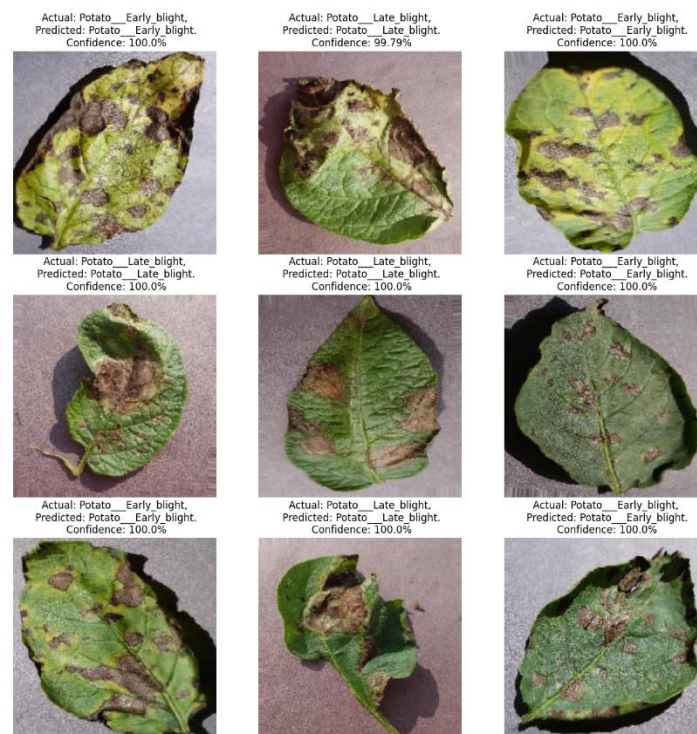 Actual: Potato___Early_blight,
Predicted: Potato___Early_blight.
Confidence: 100.0%
Actual: Potato___Late_blight,
Predicted: Potato___Late_blight.
Confidence: 99.79%
Actual: Potato___Early_blight,
Predicted: Potato___Early_blight.
Confidence: 100.0%
Actual: Potato___Late_blight,
Predicted: Potato___Late_blight.
Confidence: 100.0%
Actual: Potato___Late_blight,
Predicted: Potato___Late_blight.
Confidence: 100.0%
Actual: Potato___Early_blight,
Predicted: Potato___Early_blight.
Confidence: 100.0%
Actual: Potato___Early_blight,
Predicted: Potato___Early_blight.
Confidence: 100.0%
Actual: Potato___Late_blight,
Predicted: Potato___Late_blight.
Confidence: 100.0%
Actual: Potato___Early_blight,
Predicted: Potato___Early_blight.
Confidence: 100.0%